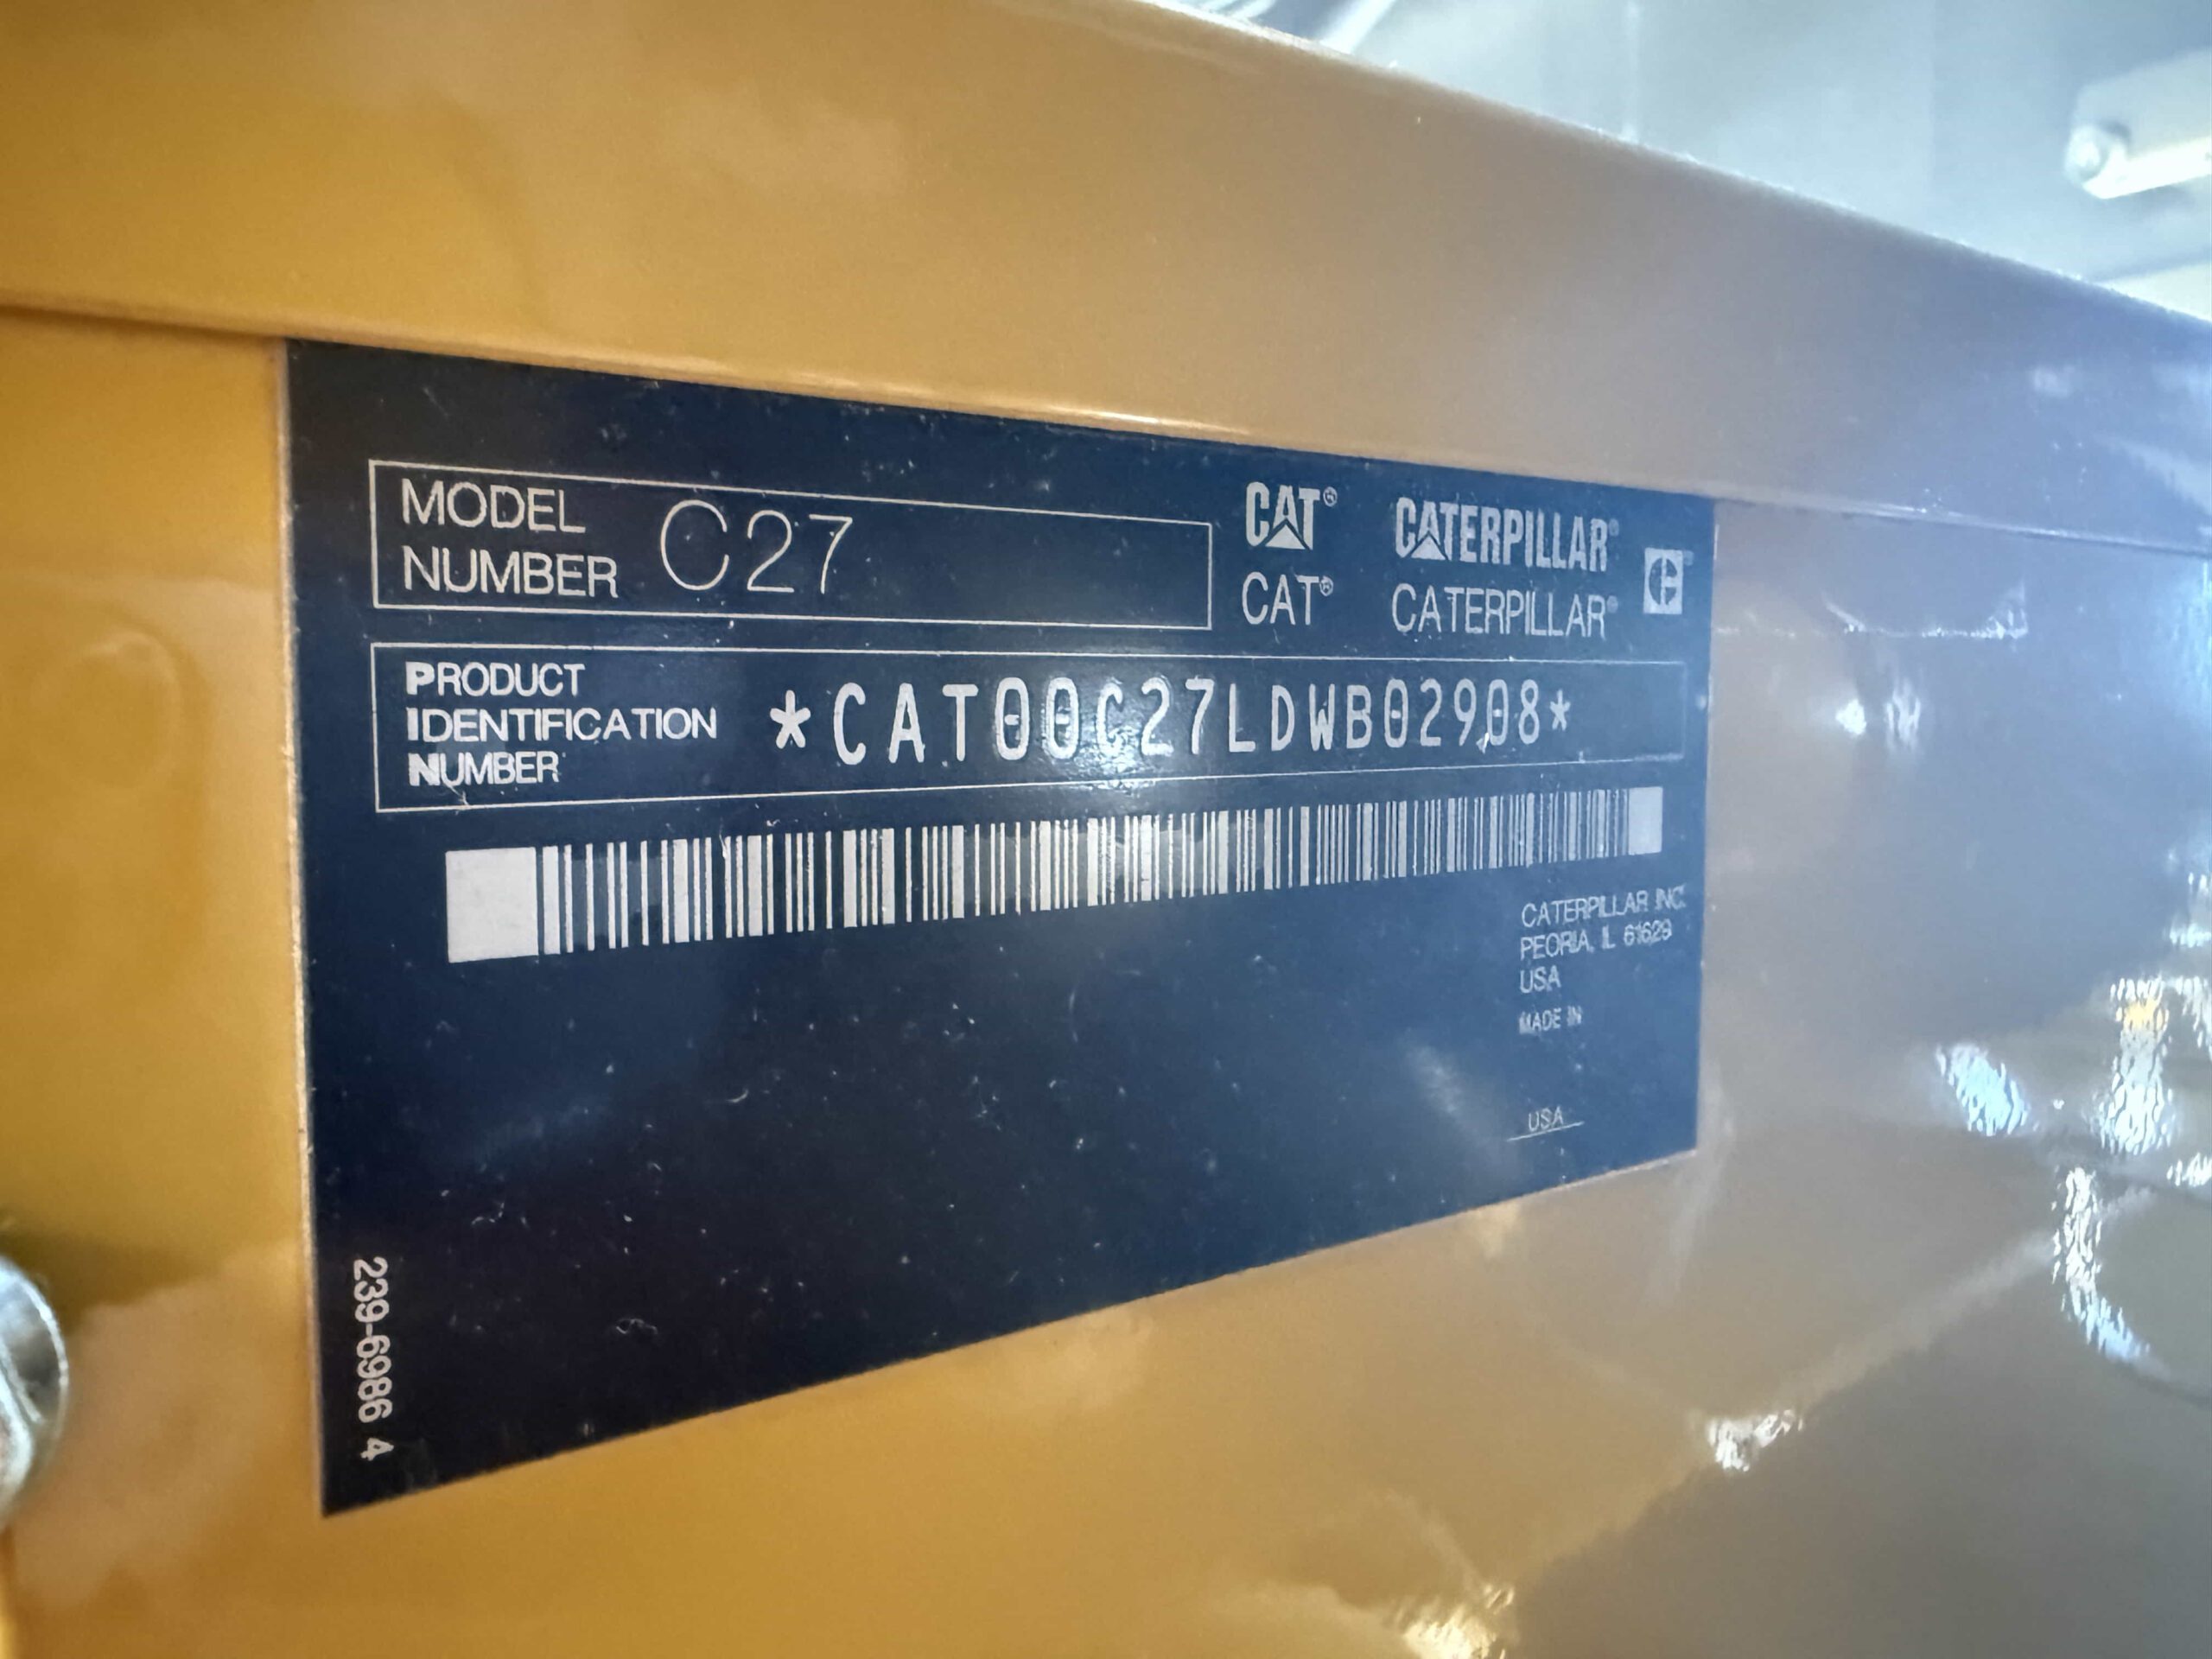 MODEL
NUMBER C27
CAT® CATERPILLAR®
CAT® CATERPILLAR®
PRODUCT
IDENTIFICATION
NUMBER *CAT00C27LDWB02908*
CATERPILLAR INC.
PEORIA, IL 61629
USA
MADE IN
USA
239-6986 4